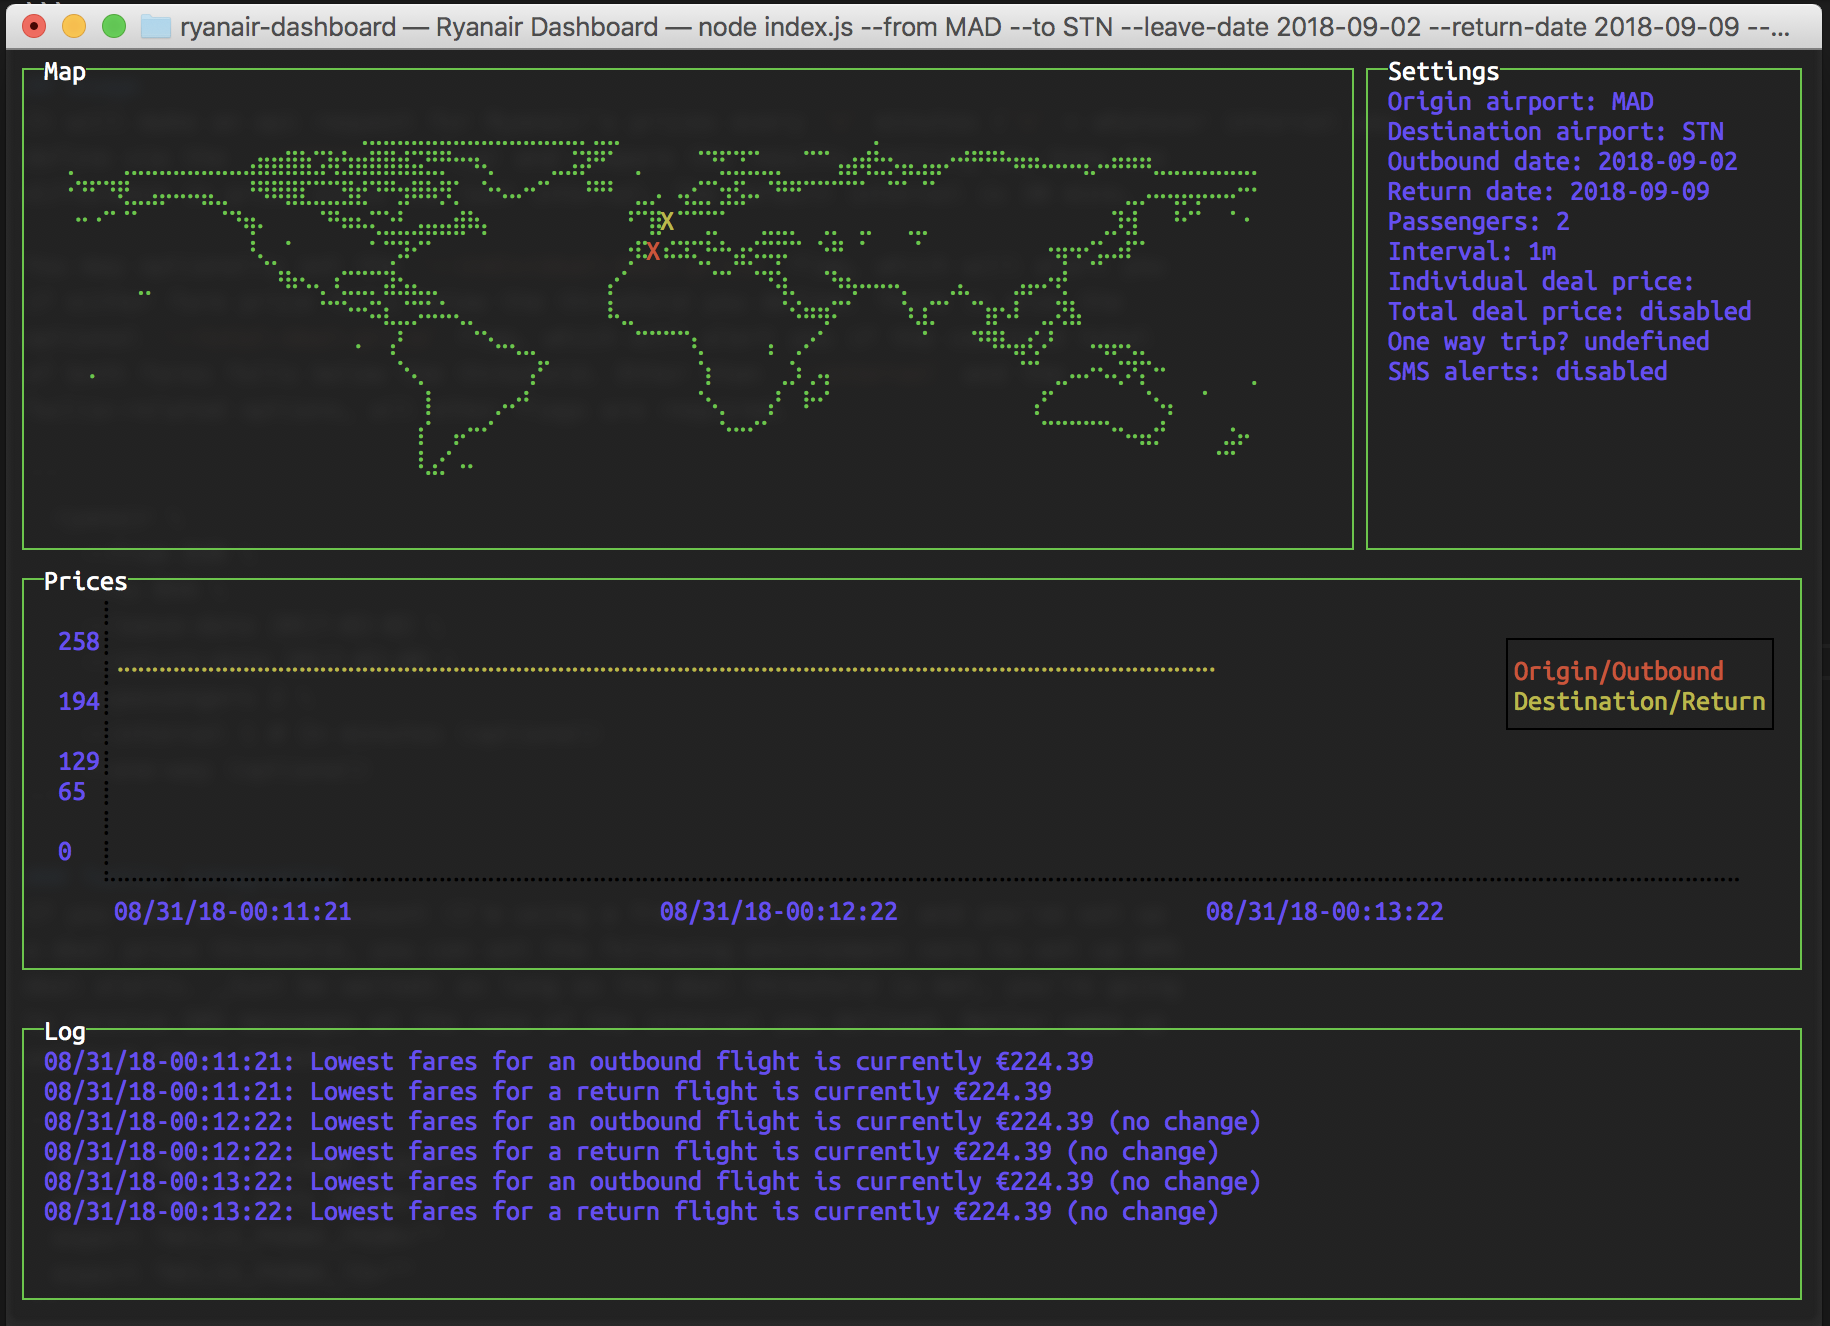 ryanair-dashboard — Ryanair Dashboard — node index.js --from MAD --to STN --leave-date 2018-09-02 --return-date 2018-09-09 --...
Map
X
X
Settings
Origin airport: MAD
Destination airport: STN
Outbound date: 2018-09-02
Return date: 2018-09-09
Passengers: 2
Interval: 1m
Individual deal price:
Total deal price: disabled
One way trip? undefined
SMS alerts: disabled
Prices
258
194
129
65
0
Origin/Outbound
Destination/Return
08/31/18-00:11:21 08/31/18-00:12:22 08/31/18-00:13:22
Log
08/31/18-00:11:21: Lowest fares for an outbound flight is currently €224.39
08/31/18-00:11:21: Lowest fares for a return flight is currently €224.39
08/31/18-00:12:22: Lowest fares for an outbound flight is currently €224.39 (no change)
08/31/18-00:12:22: Lowest fares for a return flight is currently €224.39 (no change)
08/31/18-00:13:22: Lowest fares for an outbound flight is currently €224.39 (no change)
08/31/18-00:13:22: Lowest fares for a return flight is currently €224.39 (no change)